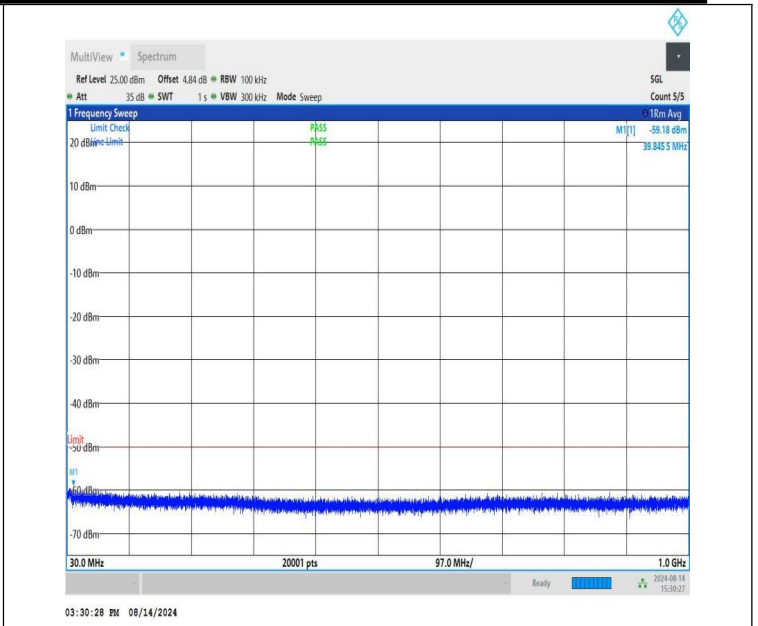 MultiView Spectrum
Ref Level 25.00 dBm Offset 4.84 dB RBW 100 kHz SGL
Att 35 dB SWT 1 s VBW 300 kHz Mode Sweep Count 5/5
1 Frequency Sweep 1Rm Avg
Limit Check PASS M1[1] -59.18 dBm
20 dBm Line Limit PASS 39.845 5 MHz
10 dBm
0 dBm
-10 dBm
-20 dBm
-30 dBm
-40 dBm
Limit
-50 dBm
M1
-60 dBm
-70 dBm
30.0 MHz 20001 pts 97.0 MHz/ 1.0 GHz
Ready 2024-08-14
15:30:27
03:30:28 PM 08/14/2024